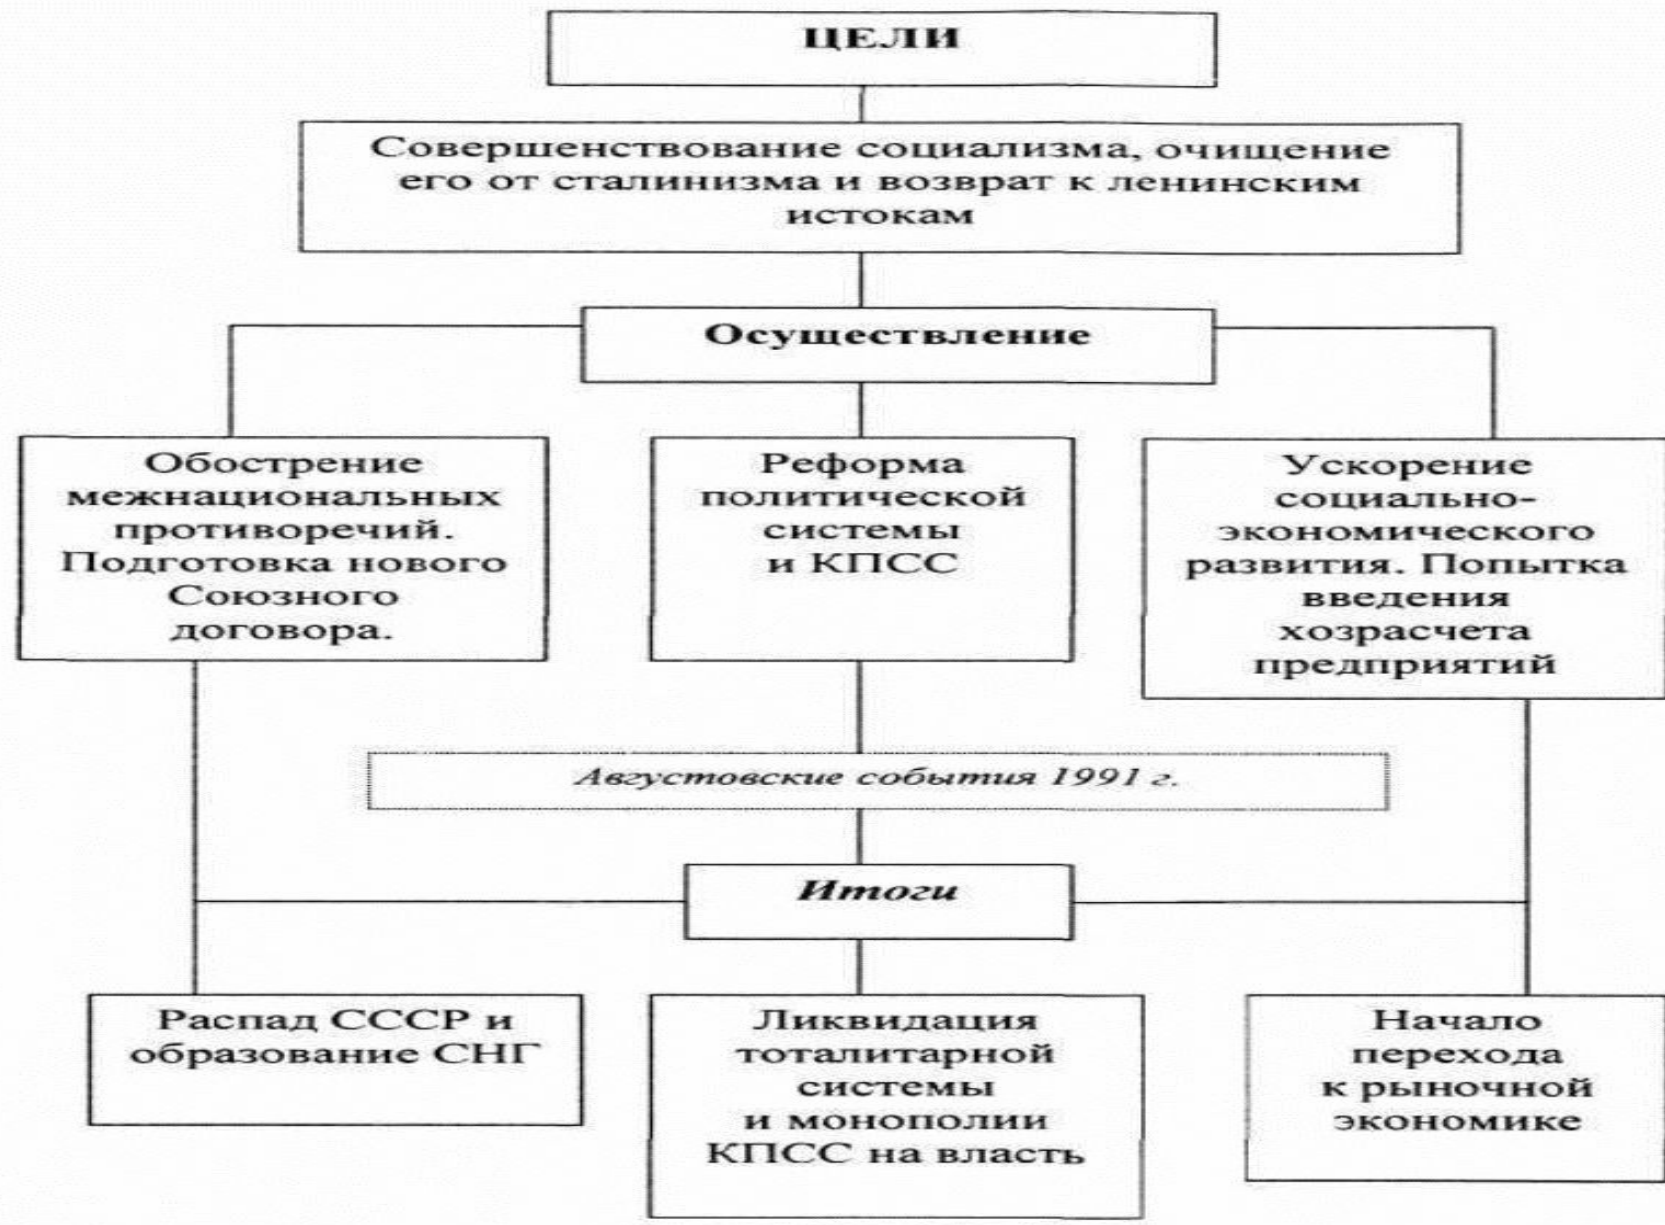 ЦЕЛИ
Совершенствование социализма, очищение
его от сталинизма и возврат к ленинским
истокам
Осуществление
Обострение
межнациональных
противоречий.
Подготовка нового
Союзного
договора.
Реформа
политической
системы
и КПСС
Ускорение
социально-
экономического
развития. Попытка
введения
хозрасчета
предприятий
Августовские события 1991 г.
Итоги
Распад СССР и
образование СНГ
Ликвидация
тоталитарной
системы
и монополии
КПСС на власть
Начало
перехода
к рыночной
экономике